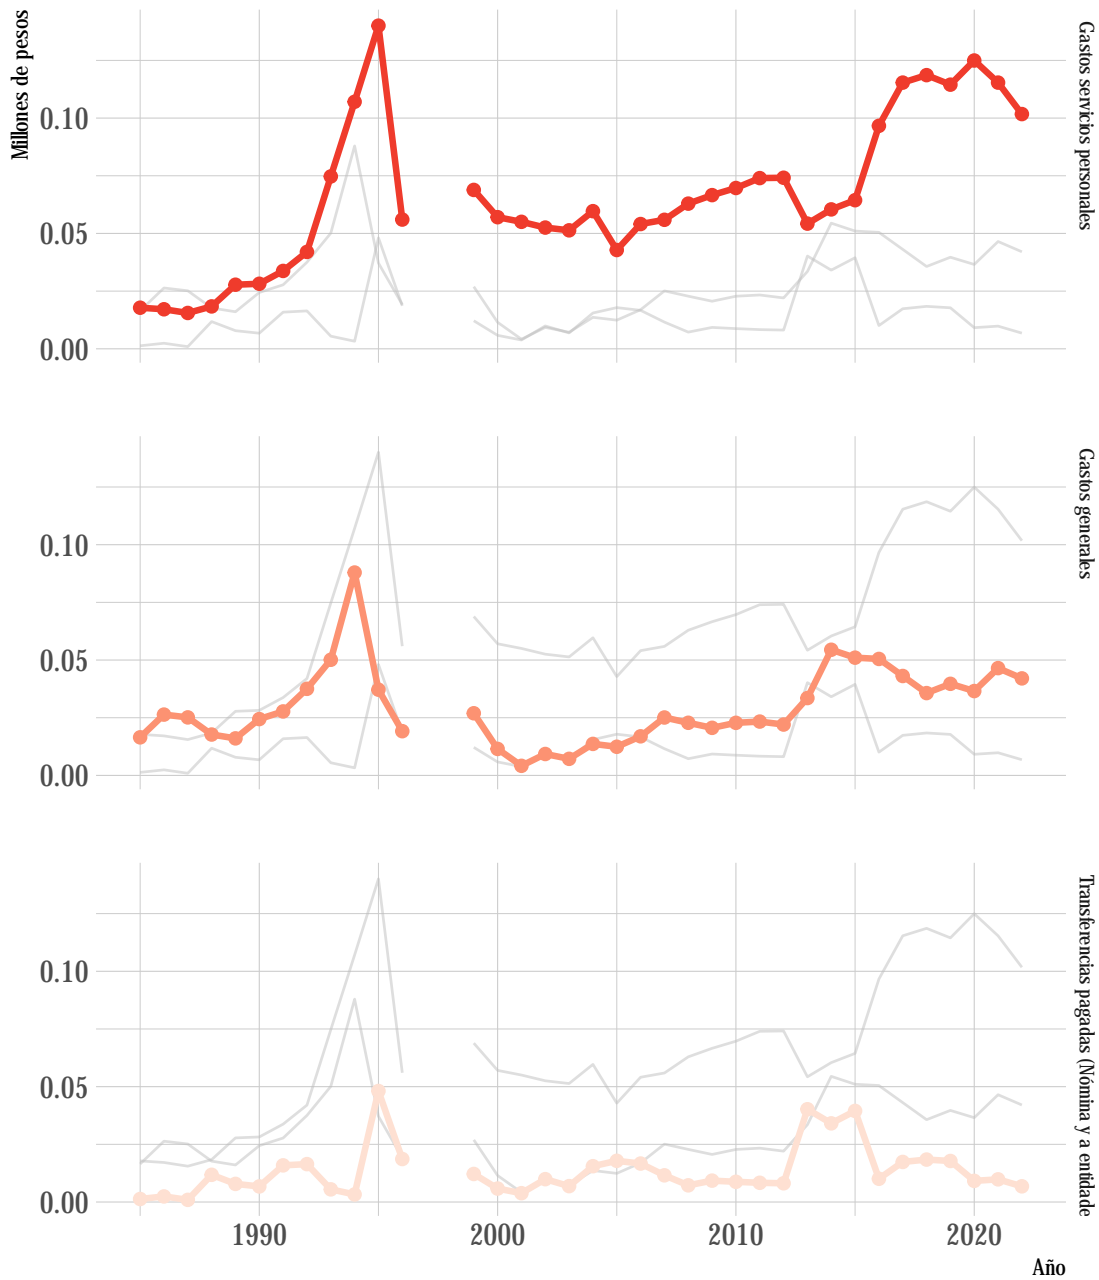 Millones de pesos
0.10
0.05
0.00
Gastos servicios personales
0.10
0.05
0.00
Gastos generales
0.10
0.05
0.00
Transferencias pagadas (Nómina y a entidade
1990
2000
2010
2020
Año